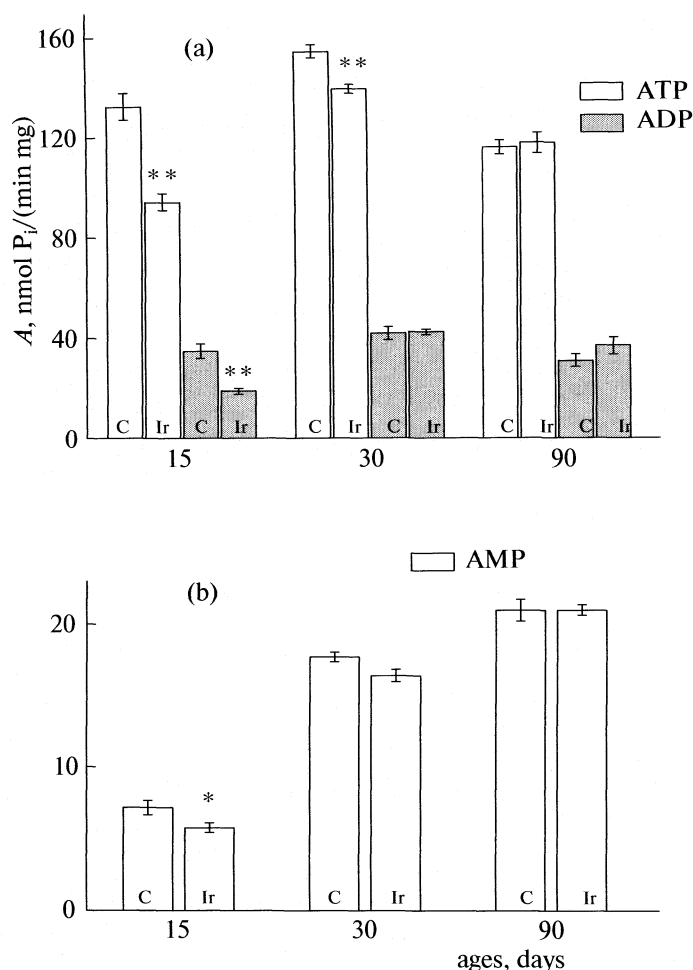 160
(a)
**
ATP
ADP
120
**
A, nmol Pi/(min mg)
80
40
**
0
C Ir C Ir C Ir C Ir C Ir C Ir
15 30 90
AMP
(b)
20
10
*
0
C Ir C Ir C Ir
15 30 90
ages, days